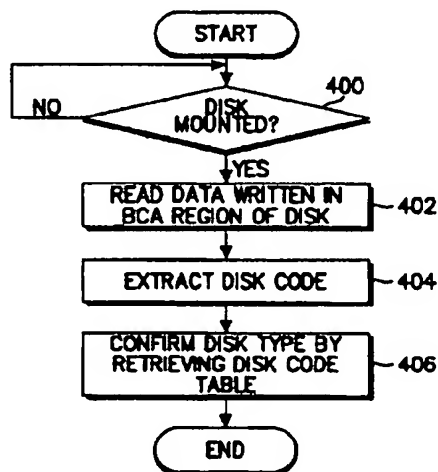 START
400
DISK
MOUNTED?
NO
YES
READ DATA WRITTEN IN
BCA REGION OF DISK
402
EXTRACT DISK CODE
404
CONFIRM DISK TYPE BY
RETRIEVING DISK CODE
TABLE
406
END